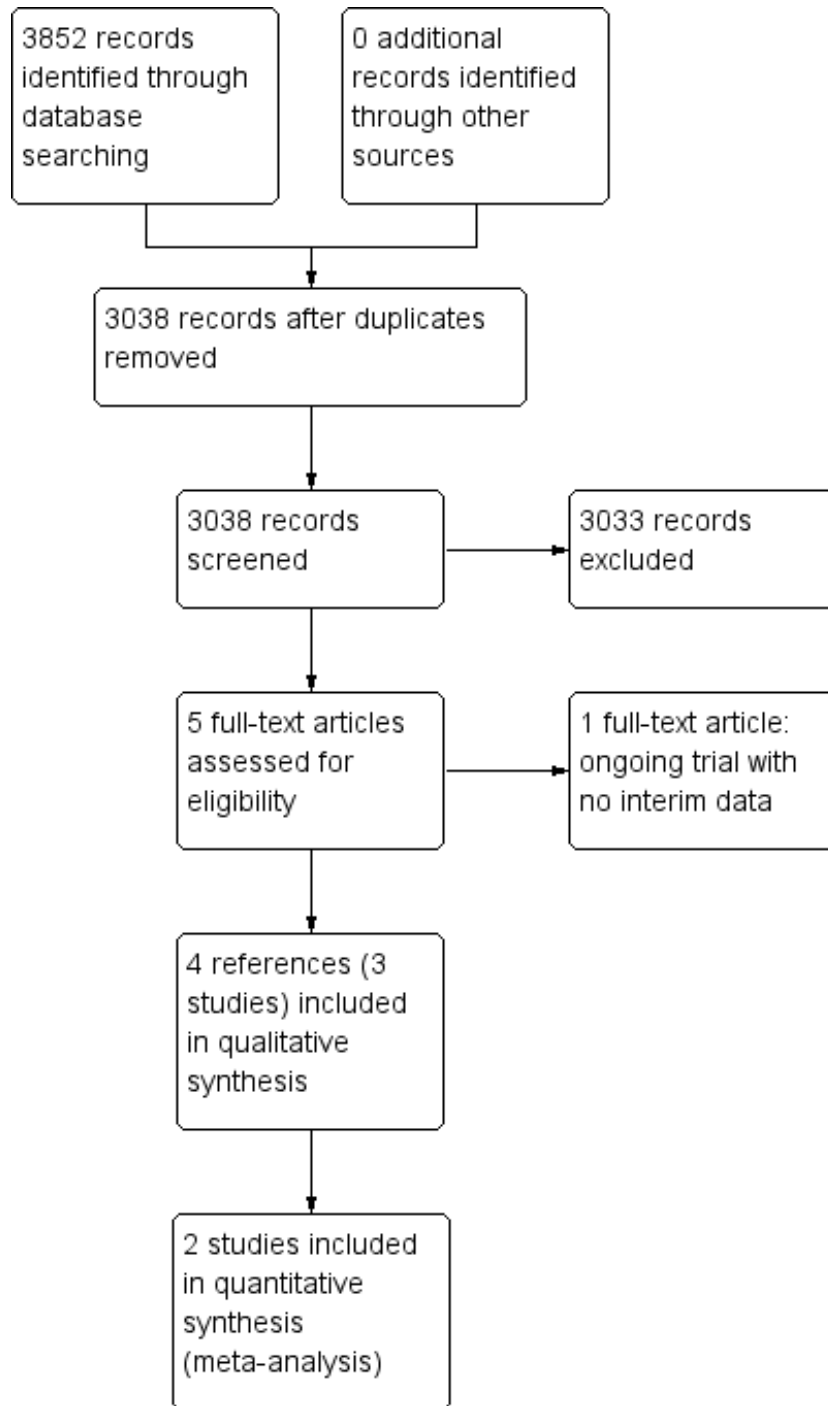 3852 records
identified through
database
searching
0 additional
records identified
through other
sources
3038 records after duplicates
removed
3038 records
screened
3033 records
excluded
5 full-text articles
assessed for
eligibility
1 full-text article:
ongoing trial with
no interim data
4 references (3
studies) included
in qualitative
synthesis
2 studies included
in quantitative
synthesis
(meta-analysis)